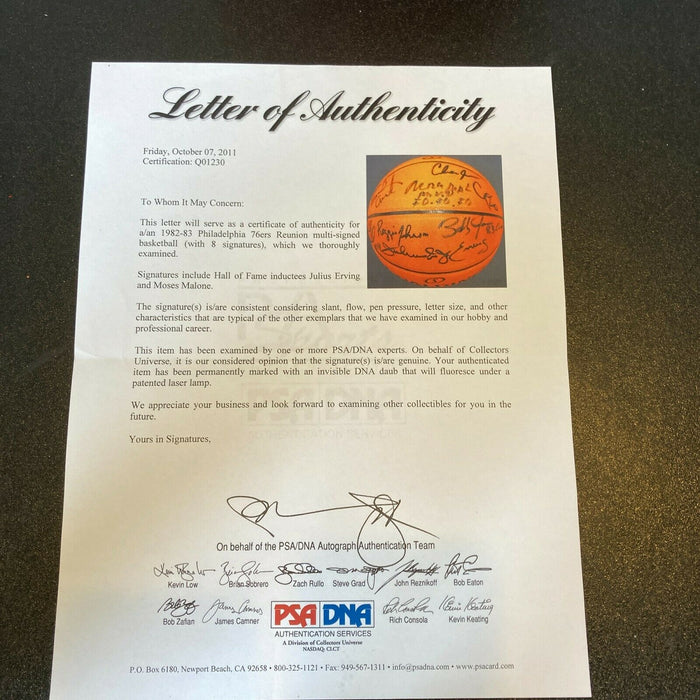 Letter of Authenticity
Friday, October 07, 2011
Certification: Q01230
To Whom It May Concern:
This letter will serve as a certificate of authenticity for
a/an 1982-83 Philadelphia 76ers Reunion multi-signed
basketball (with 8 signatures), which we thoroughly
examined.
Signatures include Hall of Fame inductees Julius Erving
and Moses Malone.
The signature(s) is/are consistent considering slant, flow, pen pressure, letter size, and other
characteristics that are typical of the other exemplars that we have examined in our hobby and
professional career.
This item has been examined by one or more PSA/DNA experts. On behalf of Collectors
Universe, it is our considered opinion that the signature(s) is/are genuine. Your authenticated
item has been permanently marked with an invisible DNA daub that will fluoresce under a
patented laser lamp.
We appreciate your business and look forward to examining other collectibles for you in the
future.
Yours in Signatures,
On behalf of the PSA/DNA Autograph Authentication Team
Kevin Low Brian Sobrero Zach Rullo Steve Grad John Reznikoff Bob Eaton
Bob Zafian James Camner Rich Consola Kevin Keating
PSA DNA
AUTHENTICATION SERVICES
A Division of Collectors Universe
NASDAQ: CLCT
P.O. Box 6180, Newport Beach, CA 92658 • 800-325-1121 • Fax: 949-567-1311 • info@psadna.com • www.psacard.com